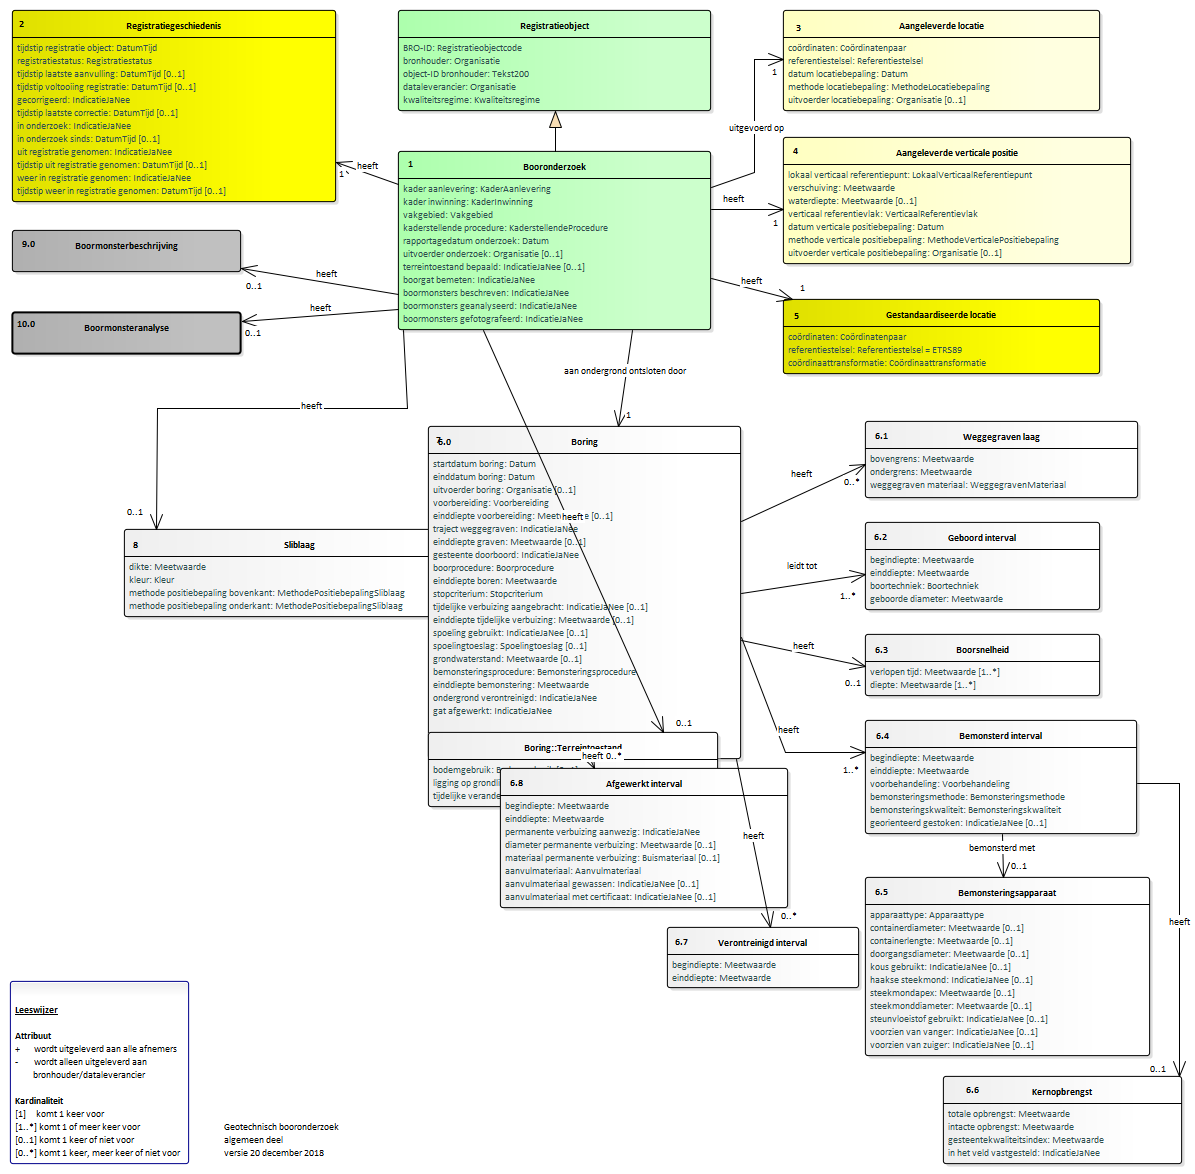 2 Registratiegeschiedenis
tijdstip registratie object: DatumTijd
registratiestatus: Registratiestatus
tijdstip laatste aanvulling: DatumTijd [0..1]
tijdstip voltooiing registratie: DatumTijd [0..1]
gecorrigeerd: IndicatieJaNee
tijdstip laatste correctie: DatumTijd [0..1]
in onderzoek: IndicatieJaNee
in onderzoek sinds: DatumTijd [0..1]
uit registratie genomen: IndicatieJaNee
tijdstip uit registratie genomen: DatumTijd [0..1]
weer in registratie genomen: IndicatieJaNee
tijdstip weer in registratie genomen: DatumTijd [0..1]
Registratieobject
BRO-ID: Registratieobjectcode
bronhouder: Organisatie
object-ID bronhouder: Tekst200
dataleverancier: Organisatie
kwaliteitsregime: Kwaliteitsregime
3 Aangeleverde locatie
coördinaten: Coördinatenpaar
referentiestelsel: Referentiestelsel
datum locatiebepaling: Datum
methode locatiebepaling: MethodeLocatiebepaling
uitvoerder locatiebepaling: Organisatie [0..1]
1
uitgevoerd op
4 Aangeleverde verticale positie
lokaal verticaal referentiepunt: LokaalVerticaalReferentiepunt
verschuiving: Meetwaarde
waterdiepte: Meetwaarde [0..1]
verticaal referentievlak: VerticaalReferentievlak
datum verticale positiebepaling: Datum
methode verticale positiebepaling: MethodeVerticalePositiebepaling
uitvoerder verticale positiebepaling: Organisatie [0..1]
heeft
1
1 Booronderzoek
kader aanlevering: KaderAanlevering
kader inwinning: KaderInwinning
vakgebied: Vakgebied
kaderstellende procedure: KaderstellendeProcedure
rapportagedatum onderzoek: Datum
uitvoerder onderzoek: Organisatie [0..1]
terreintoestand bepaald: IndicatieJaNee [0..1]
boorgat bemeten: IndicatieJaNee
boormonsters beschreven: IndicatieJaNee
boormonsters geanalyseerd: IndicatieJaNee
boormonsters gefotografeerd: IndicatieJaNee
heeft
1
9.0 Boormonsterbeschrijving
heeft
0..1
10.0 Boormonsteranalyse
heeft
0..1
heeft
1
5 Gestandaardiseerde locatie
coördinaten: Coördinatenpaar
referentiestelsel: Referentiestelsel = ETRS89
coördinaattransformatie: Coördinaattransformatie
aan ondergrond ontsloten door
1
heeft
0..1
8 Sliblaag
dikte: Meetwaarde
kleur: Kleur
methode positiebepaling bovenkant: MethodePositiebepalingSliblaag
methode positiebepaling onderkant: MethodePositiebepalingSliblaag
7 6.0 Boring
startdatum boring: Datum
einddatum boring: Datum
uitvoerder boring: Organisatie [0..1]
voorbereiding: Voorbereiding
einddiepte voorbereiding: Meet e [0..1]
heeft
traject weggegraven: IndicatieJaNee
einddiepte graven: Meetwaarde [0..1]
gesteente doorboord: IndicatieJaNee
boorprocedure: Boorprocedure
einddiepte boren: Meetwaarde
stopcriterium: Stopcriterium
tijdelijke verbuizing aangebracht: IndicatieJaNee [0..1]
einddiepte tijdelijke verbuizing: Meetwaarde [0..1]
spoeling gebruikt: IndicatieJaNee [0..1]
spoelingtoeslag: Spoelingtoeslag [0..1]
grondwaterstand: Meetwaarde [0..1]
bemonsteringsprocedure: Bemonsteringsprocedure
einddiepte bemonstering: Meetwaarde
ondergrond verontreinigd: IndicatieJaNee
gat afgewerkt: IndicatieJaNee
0..1
Boring::Terreintoestand
heeft 0..*
bodemgebruik:
ligging op grondli
tijdelijke verande
6.8 Afgewerkt interval
begindiepte: Meetwaarde
einddiepte: Meetwaarde
permanente verbuizing aanwezig: IndicatieJaNee
diameter permanente verbuizing: Meetwaarde [0..1]
materiaal permanente verbuizing: Buismateriaal [0..1]
aanvulmateriaal: Aanvulmateriaal
aanvulmateriaal gewassen: IndicatieJaNee [0..1]
aanvulmateriaal met certificaat: IndicatieJaNee [0..1]
heeft
0..*
6.7 Verontreinigd interval
begindiepte: Meetwaarde
einddiepte: Meetwaarde
heeft
0..*
6.1 Weggegraven laag
bovengrens: Meetwaarde
ondergrens: Meetwaarde
weggegraven materiaal: WeggegravenMateriaal
leidt tot
1..*
6.2 Geboord interval
begindiepte: Meetwaarde
einddiepte: Meetwaarde
boortechniek: Boortechniek
geboorde diameter: Meetwaarde
heeft
0..1
6.3 Boorsnelheid
verlopen tijd: Meetwaarde [1..*]
diepte: Meetwaarde [1..*]
heeft
1..*
6.4 Bemonsterd interval
begindiepte: Meetwaarde
einddiepte: Meetwaarde
voorbehandeling: Voorbehandeling
bemonsteringsmethode: Bemonsteringsmethode
bemonsteringskwaliteit: Bemonsteringskwaliteit
georienteerd gestoken: IndicatieJaNee [0..1]
bemonsterd met
0..1
6.5 Bemonsteringsapparaat
apparaattype: Apparaattype
containerdiameter: Meetwaarde [0..1]
containerlengte: Meetwaarde [0..1]
doorgangsdiameter: Meetwaarde [0..1]
kous gebruikt: IndicatieJaNee [0..1]
haakse steekmond: IndicatieJaNee [0..1]
steekmondapex: Meetwaarde [0..1]
steekmonddiameter: Meetwaarde [0..1]
steunvloeistof gebruikt: IndicatieJaNee [0..1]
voorzien van vanger: IndicatieJaNee [0..1]
voorzien van zuiger: IndicatieJaNee [0..1]
heeft
0..1
6.6 Kernopbrengst
totale opbrengst: Meetwaarde
intacte opbrengst: Meetwaarde
gesteentekwaliteitsindex: Meetwaarde
in het veld vastgesteld: IndicatieJaNee
Leeswijzer
Attribuut
+ wordt uitgeleverd aan alle afnemers
- wordt alleen uitgeleverd aan
bronhouder/dataleverancier
Kardinaliteit
[1] komt 1 keer voor
[1..*] komt 1 of meer keer voor
[0..1] komt 1 keer of niet voor
[0..*] komt 1 keer, meer keer of niet voor
Geotechnisch booronderzoek
algemeen deel
versie 20 december 2018